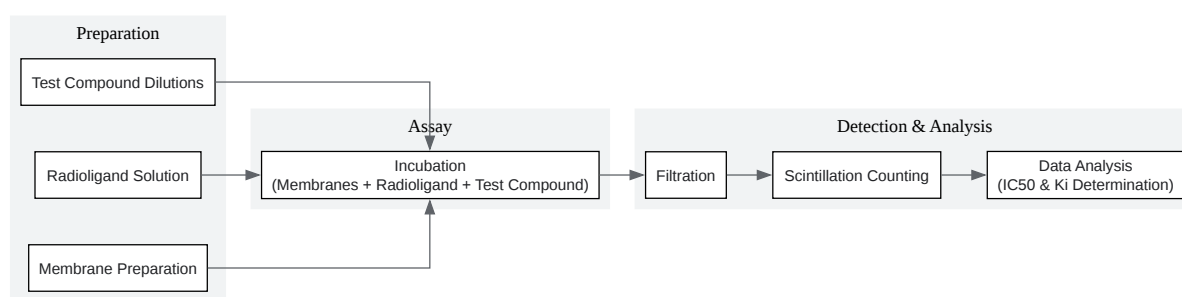 Preparation
Test Compound Dilutions
Radioligand Solution
Membrane Preparation
Assay
Incubation
(Membranes + Radioligand + Test Compound)
Detection & Analysis
Filtration
Scintillation Counting
Data Analysis
(IC50 & Ki Determination)